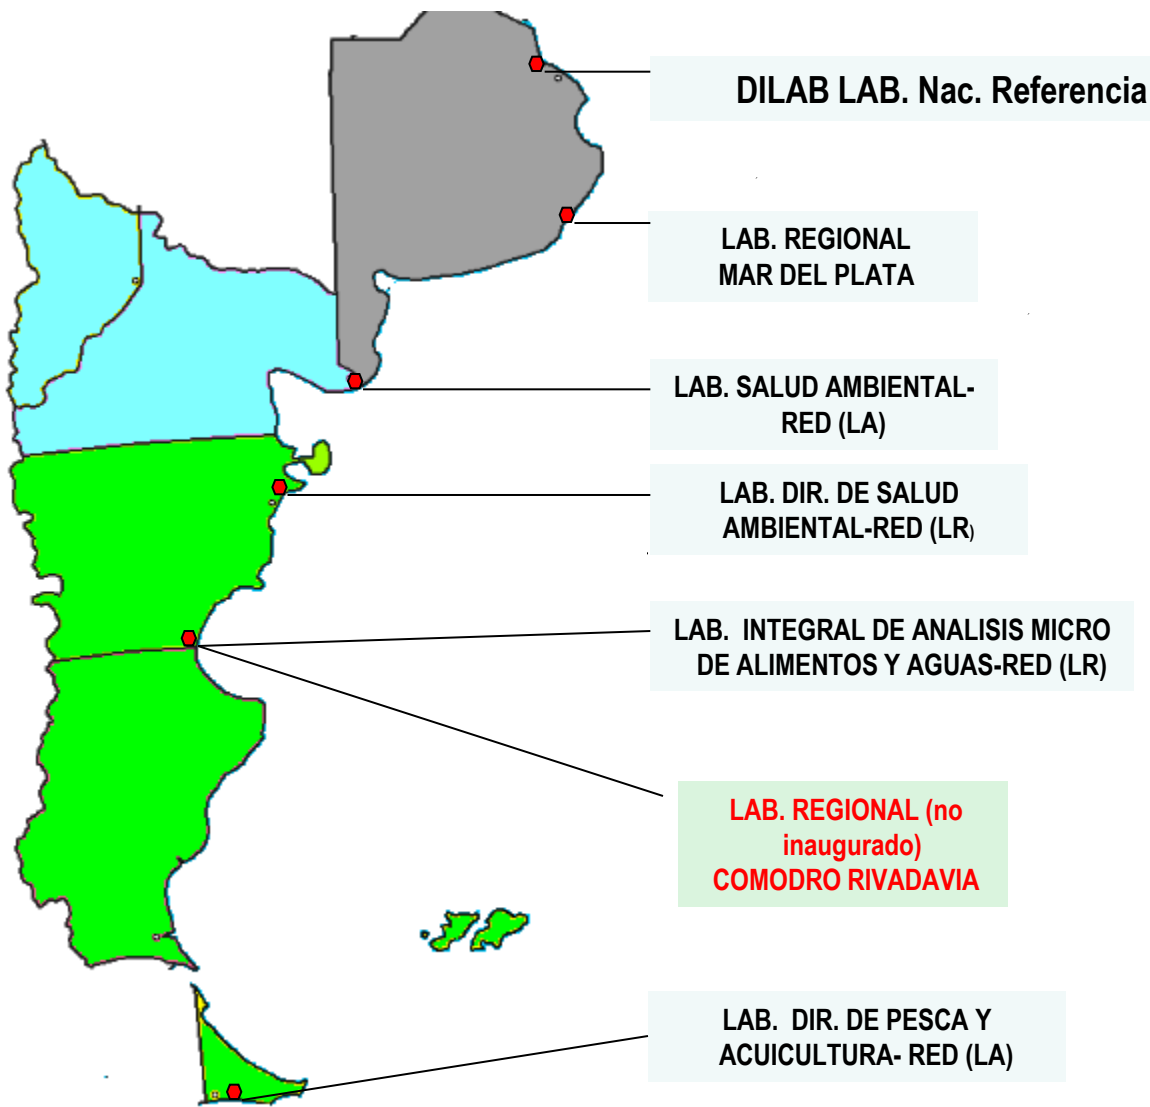 DILAB LAB. Nac. Referencia
LAB. REGIONAL
MAR DEL PLATA
LAB. SALUD AMBIENTAL-
RED (LA)
LAB. DIR. DE SALUD
AMBIENTAL-RED (LR)
LAB. INTEGRAL DE ANALISIS MICRO
DE ALIMENTOS Y AGUAS-RED (LR)
LAB. REGIONAL (no
inaugurado)
COMODRO RIVADAVIA
LAB. DIR. DE PESCA Y
ACUICULTURA- RED (LA)